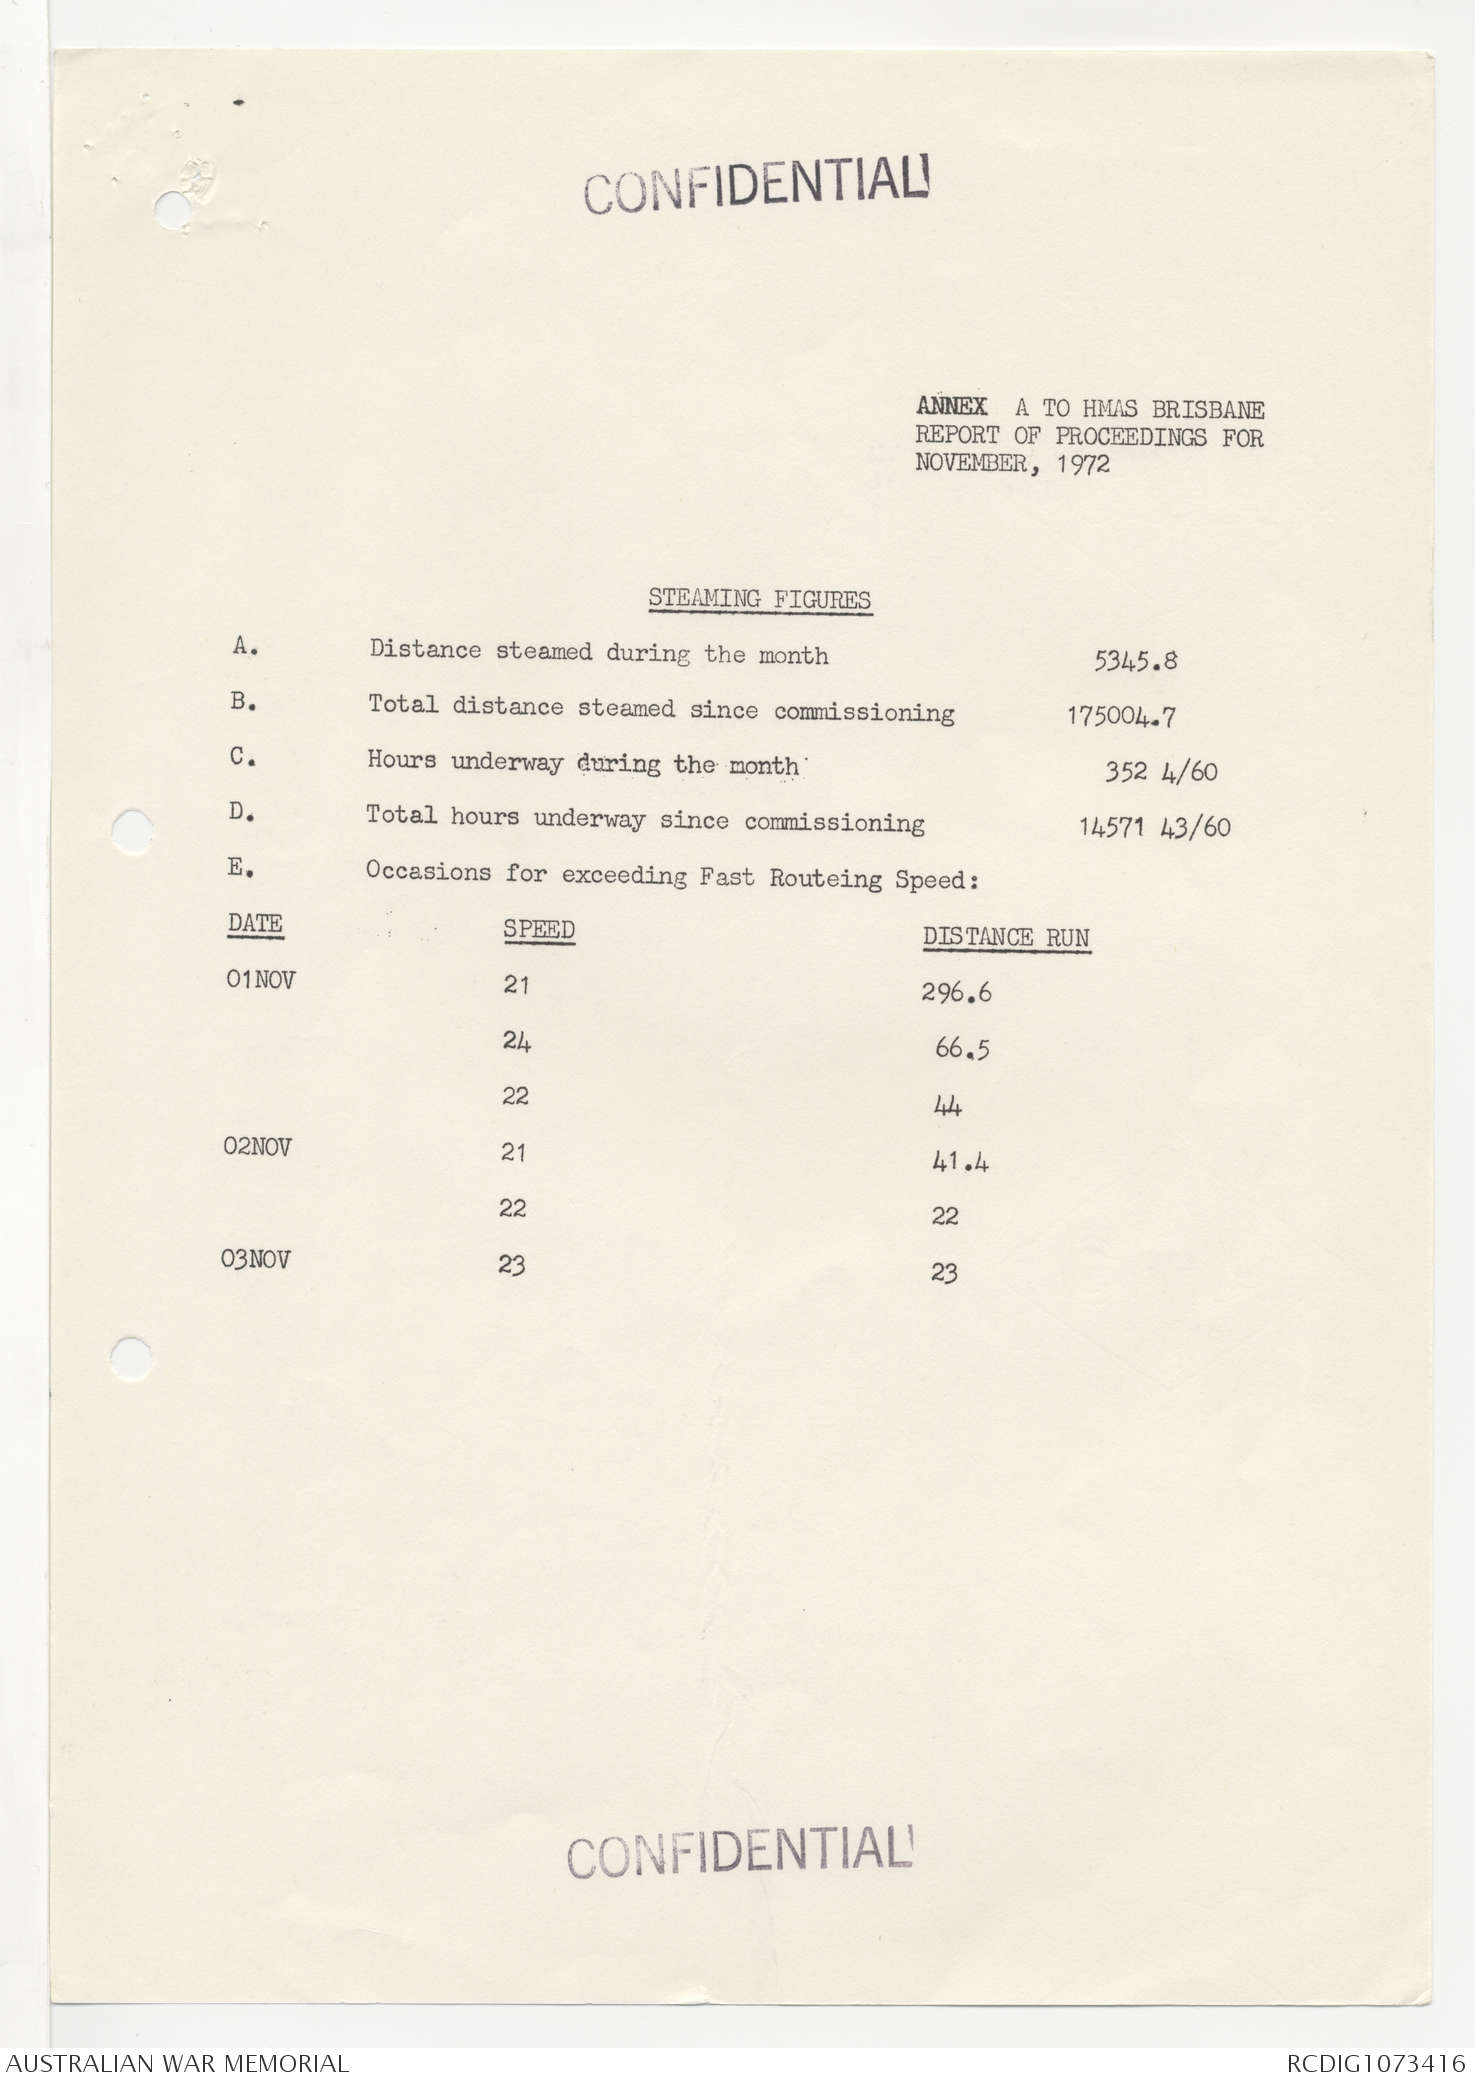 CONFIDENTIAL
ANNEX A TO HMAS BRISBANE
REPORT OF PROCEEDINGS FOR
NOVEMBER, 1972
STEAMING FIGURES
A. Distance steamed during the month 5345.8
B. Total distance steamed since commissioning 175004.7
C. Hours underway during the month 352 4/60
D. Total hours underway since commissioning 14571 43/60
E. Occasions for exceeding Fast Routeing Speed:
DATE SPEED DISTANCE RUN
01NOV 21 296.6
24 66.5
22 44
02NOV 21 41.4
22 22
03NOV 23 23
CONFIDENTIAL
AUSTRALIAN WAR MEMORIAL RCDIG1073416